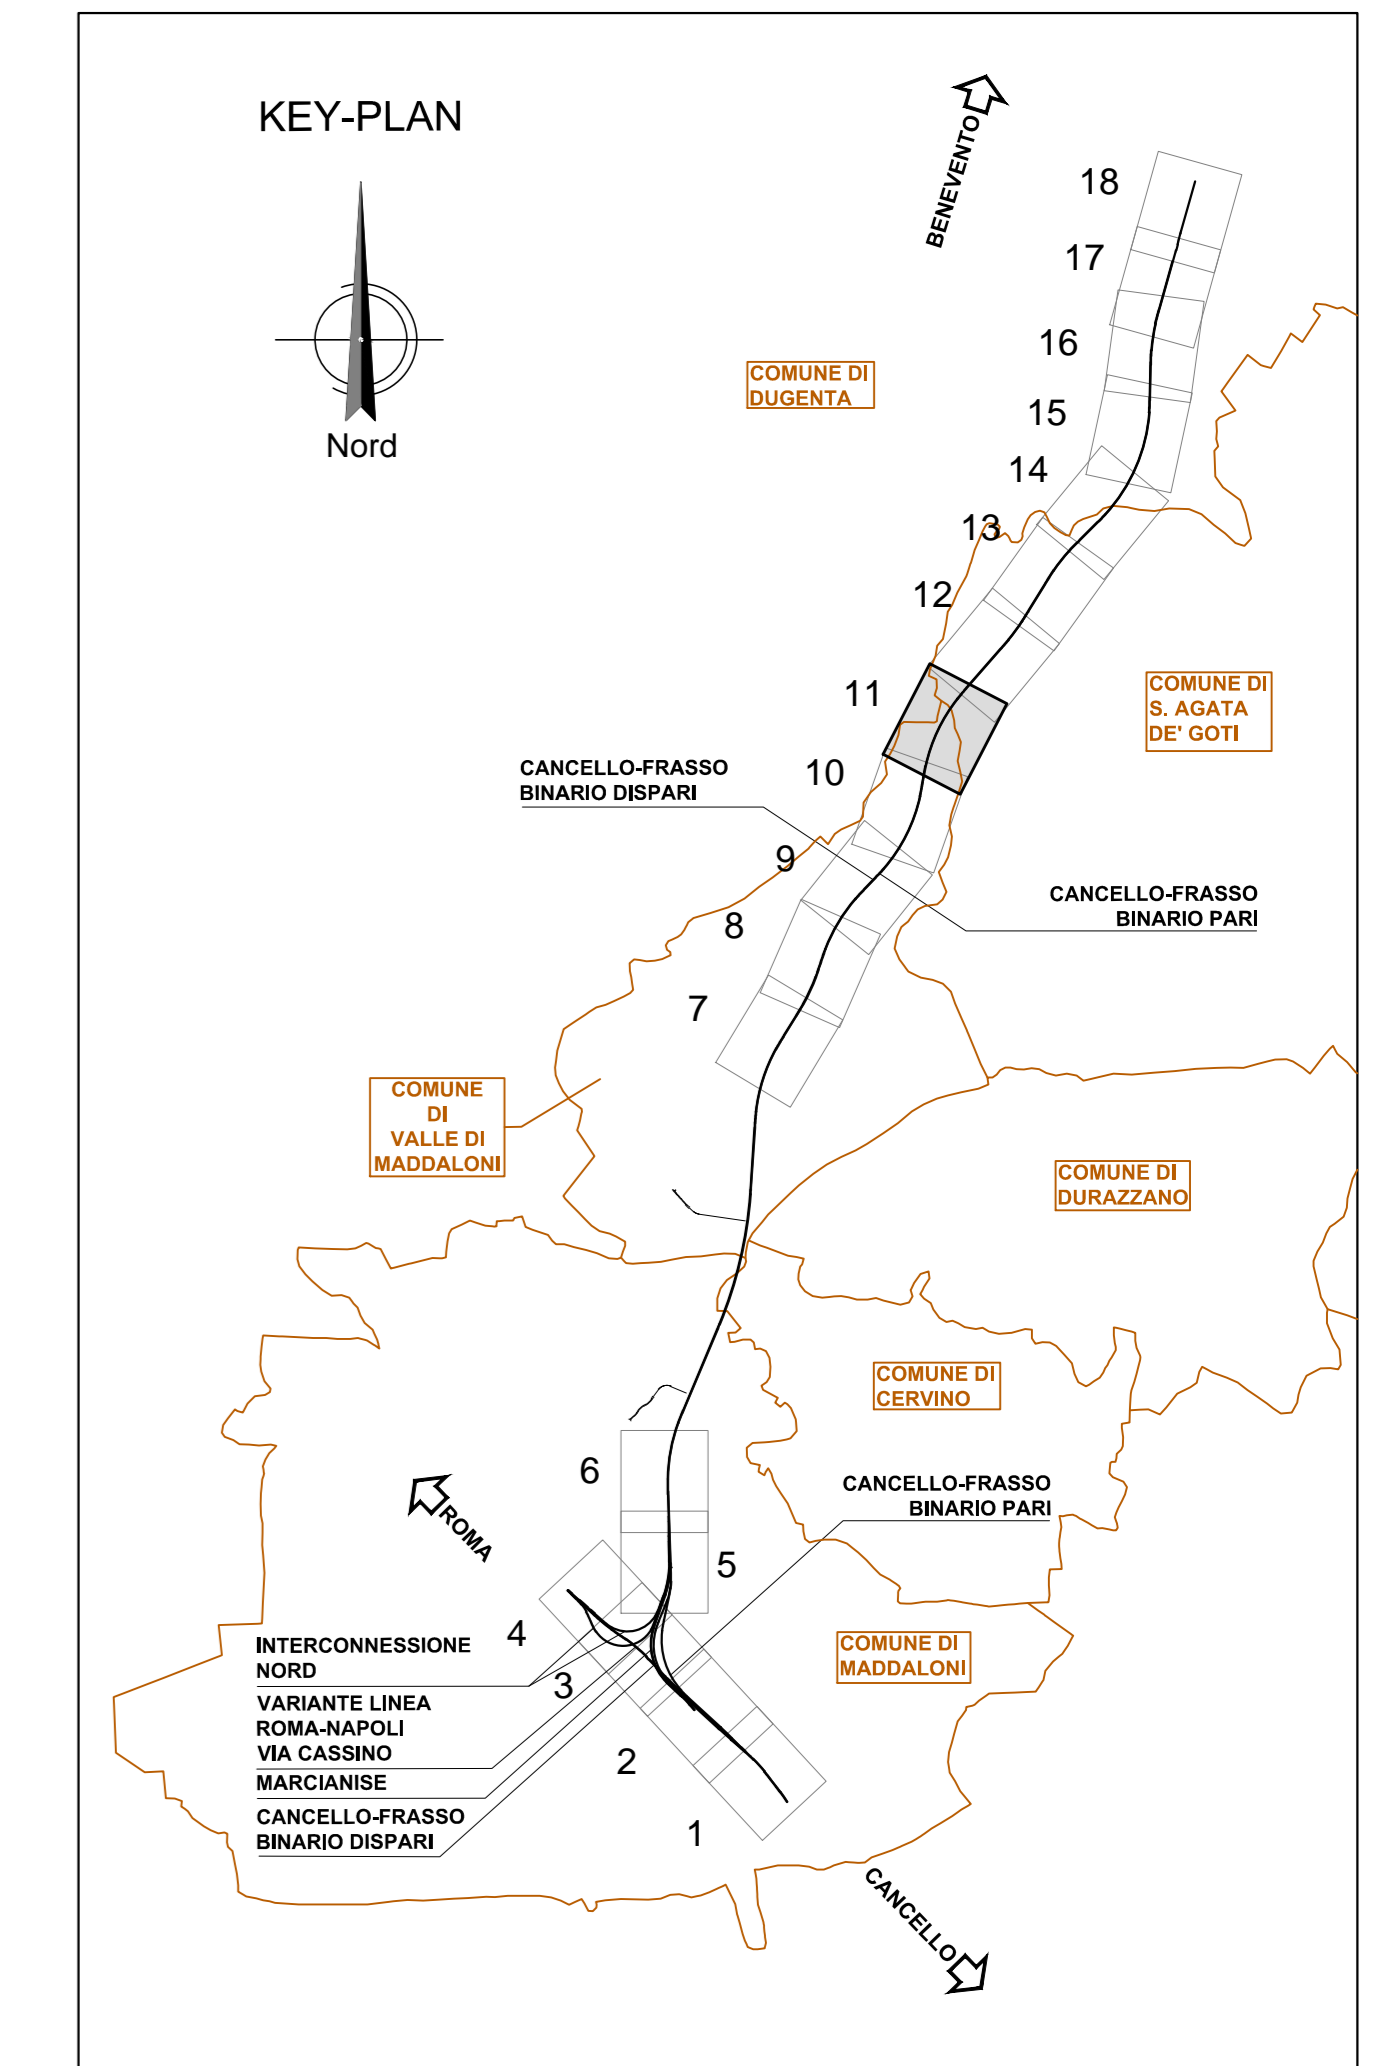 KEY-PLAN
BENEVENTO
18
17
16
15
14
13
12
11
10
9
8
7
Nord
COMUNE DI
DUGENTA
COMUNE DI
S. AGATA
DE' GOTI
CANCELLO-FRASSO
BINARIO DISPARI
CANCELLO-FRASSO
BINARIO PARI
COMUNE
DI
VALLE DI
MADDALONI
COMUNE DI
DURAZZANO
COMUNE DI
CERVINO
6
CANCELLO-FRASSO
BINARIO PARI
ROMA
5
4
3
2
1
COMUNE DI
MADDALONI
INTERCONNESSIONE
NORD
VARIANTE LINEA
ROMA-NAPOLI
VIA CASSINO
MARCIANISE
CANCELLO-FRASSO
BINARIO DISPARI
CANCELLO